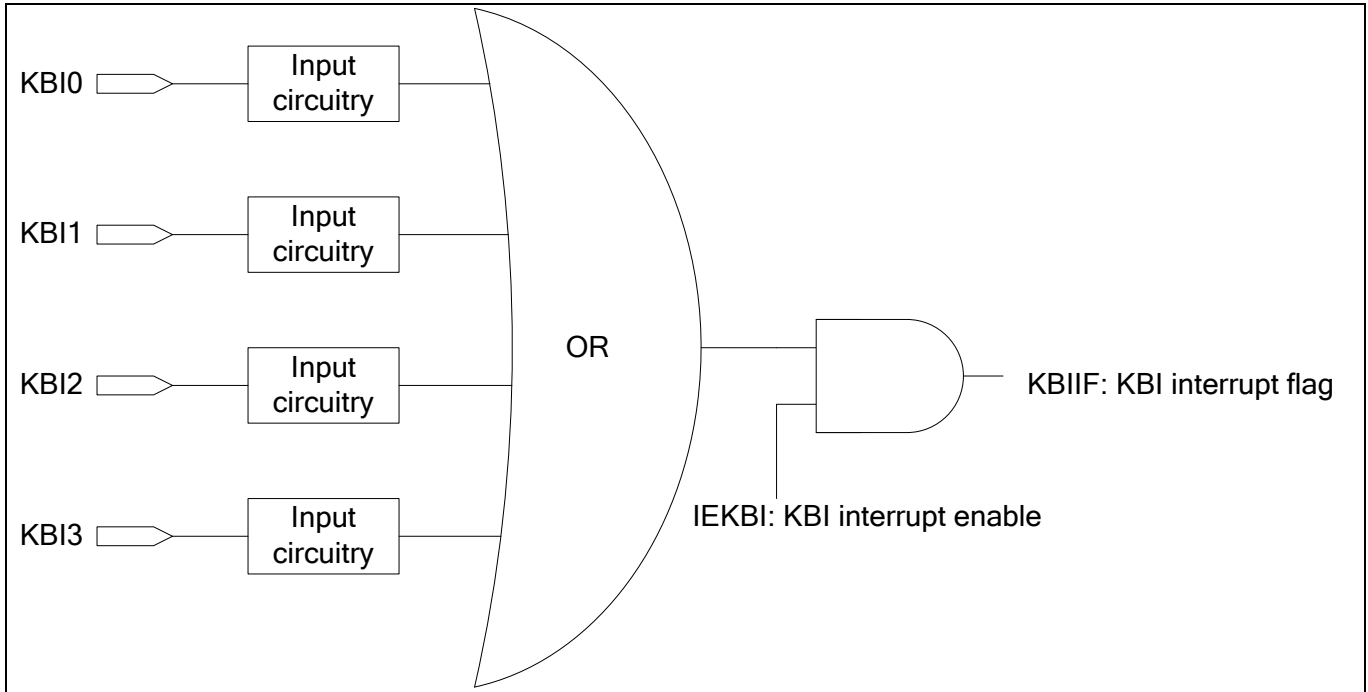 KBI0
Input
circuitry
KBI1
Input
circuitry
KBI2
Input
circuitry
KBI3
Input
circuitry
OR
KBIIF: KBI interrupt flag
IEKBI: KBI interrupt enable